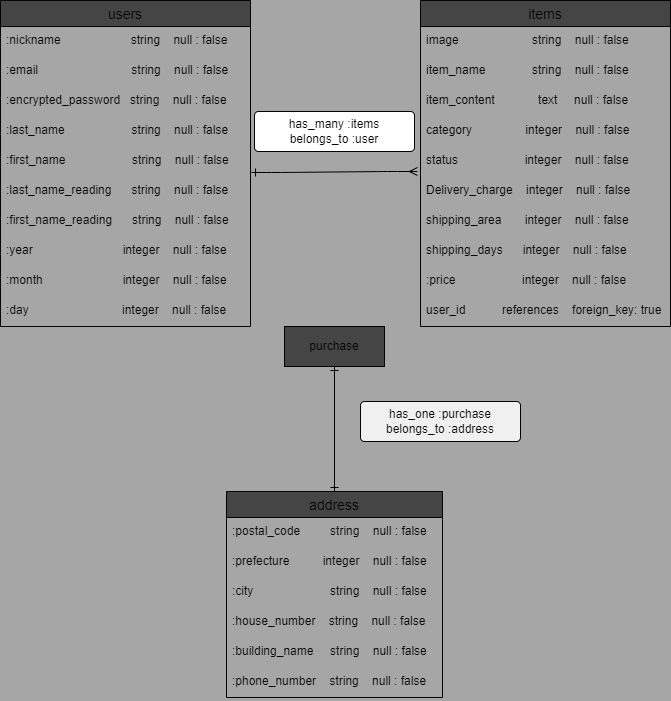 users
:nickname string null : false
:email string null : false
:encrypted_password string null : false
:last_name string null : false
:first_name string null : false
:last_name_reading string null : false
:first_name_reading string null : false
:year integer null : false
:month integer null : false
:day integer null : false
has_many :items
belongs_to :user
items
image string null : false
item_name string null : false
item_content text null : false
category integer null : false
status integer null : false
Delivery_charge integer null : false
shipping_area integer null : false
shipping_days integer null : false
:price integer null : false
user_id references foreign_key: true
purchase
has_one :purchase
belongs_to :address
address
:postal_code string null : false
:prefecture integer null : false
:city string null : false
:house_number string null : false
:building_name string null : false
:phone_number string null : false